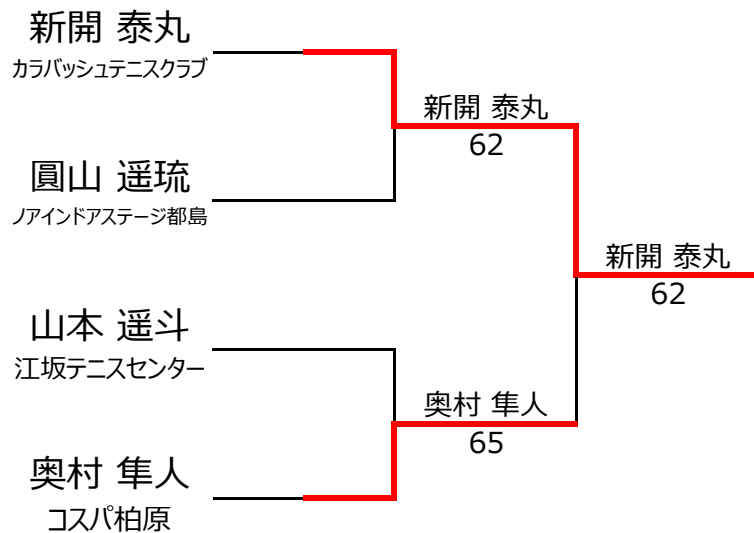 新開 泰丸
カラバッシュテニスクラブ
圓山 遥琉
ノアインドアステージ都島
山本 遥斗
江坂テニスセンター
奥村 隼人
コスパ柏原
新開 泰丸
62
奥村 隼人
65
新開 泰丸
62